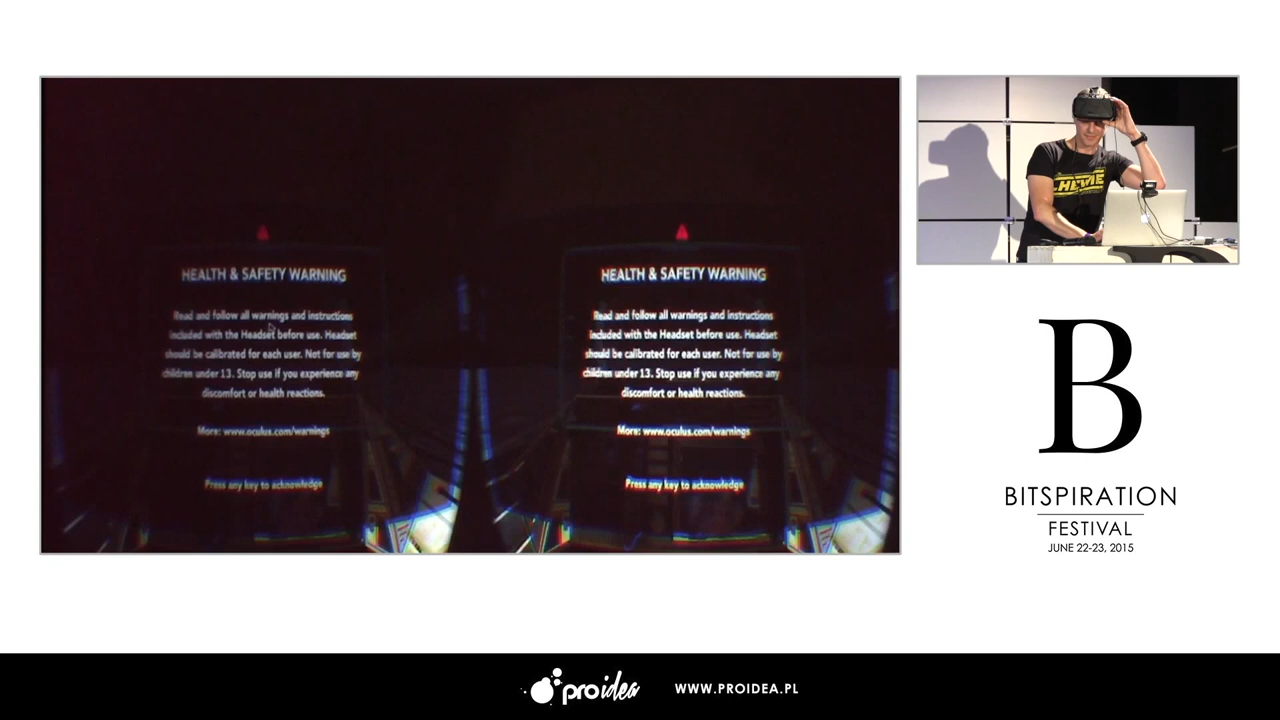 HEALTH & SAFETY WARNING
Read and follow all warnings and instructions
included with the Headset before use. Headset
should be calibrated for each user. Not for use by
children under 13. Stop use if you experience any
discomfort or health reactions.
More: www.oculus.com/warnings
Press any key to acknowledge
HEALTH & SAFETY WARNING
Read and follow all warnings and instructions
included with the Headset before use. Headset
should be calibrated for each user. Not for use by
children under 13. Stop use if you experience any
discomfort or health reactions.
More: www.oculus.com/warnings
Press any key to acknowledge
CHEWIE
B
BITSPIRATION
FESTIVAL
JUNE 22-23, 2015
proidea
WWW.PROIDEA.PL